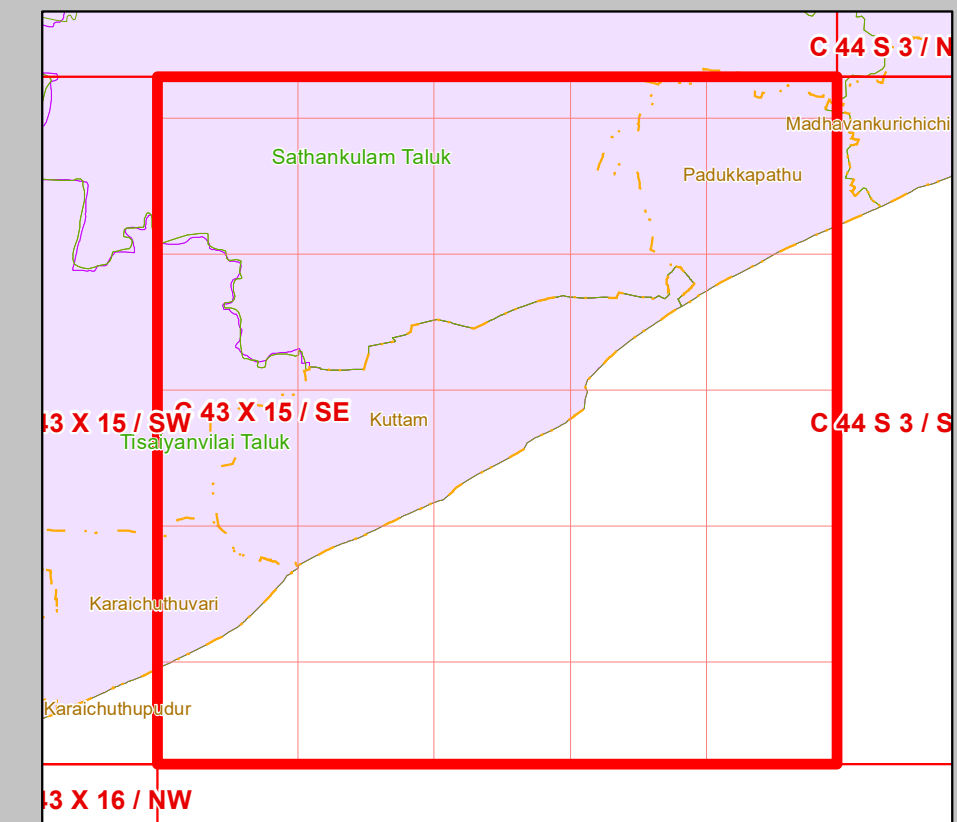 C 44 S 3 / N
Madhavankurichichi
Sathankulam Taluk
Padukkapathu
43 X 15 / SW
C 43 X 15 / SE
Kuttam
C 44 S 3 / S
Tisaiyanvilai Taluk
Karaichuthuvari
Karaichuthupudur
43 X 16 / NW